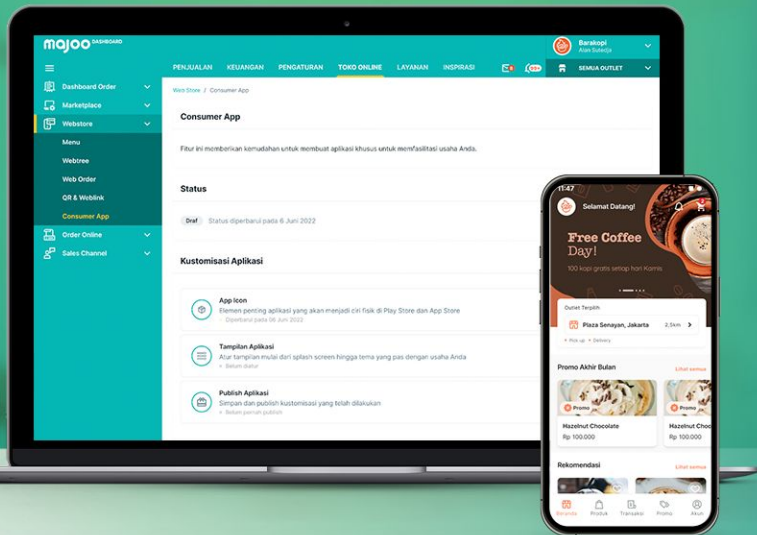 majoo DASHBOARD
Barakopi
Alan Suteija
PENJUALAN KEUANGAN PENGATURAN TOKO ONLINE LAYANAN INSPIRASI
SEMUA OUTLET
Dashboard Order
Marketplace
Webstore
Menu
Webtree
Web Order
QR & Weblink
Consumer App
Order Online
Sales Channel
Web Store / Consumer App
Consumer App
Fitur ini memberikan kemudahan untuk membuat aplikasi khusus untuk memfasilitasi usaha Anda.
Status
Draf Status diperbarui pada 6 Juni 2022
Kustomisasi Aplikasi
App Icon
Elemen penting aplikasi yang akan menjadi ciri fisik di Play Store dan App Store
Diperbarui pada 06 Juni 2022
Tampilan Aplikasi
Atur tampilan mulai dari splash screen hingga tema yang pas dengan usaha Anda
Belum diatur
Publish Aplikasi
Simpan dan publish kustomisasi yang telah dilakukan
Belum pernah publish
11:47
Selamat Datang!
Free Coffee
Day!
100 kopi gratis setiap hari Kamis
Outlet Terpilih
Plaza Senayan, Jakarta 2,5km
Pick up Delivery
Promo Akhir Bulan Lihat semua
Promo Promo
Hazelnut Chocolate Hazelnut Choc
Rp 100.000 Rp 100.000
Rekomendasi Lihat semua
Beranda Produk Transaksi Promo Akun